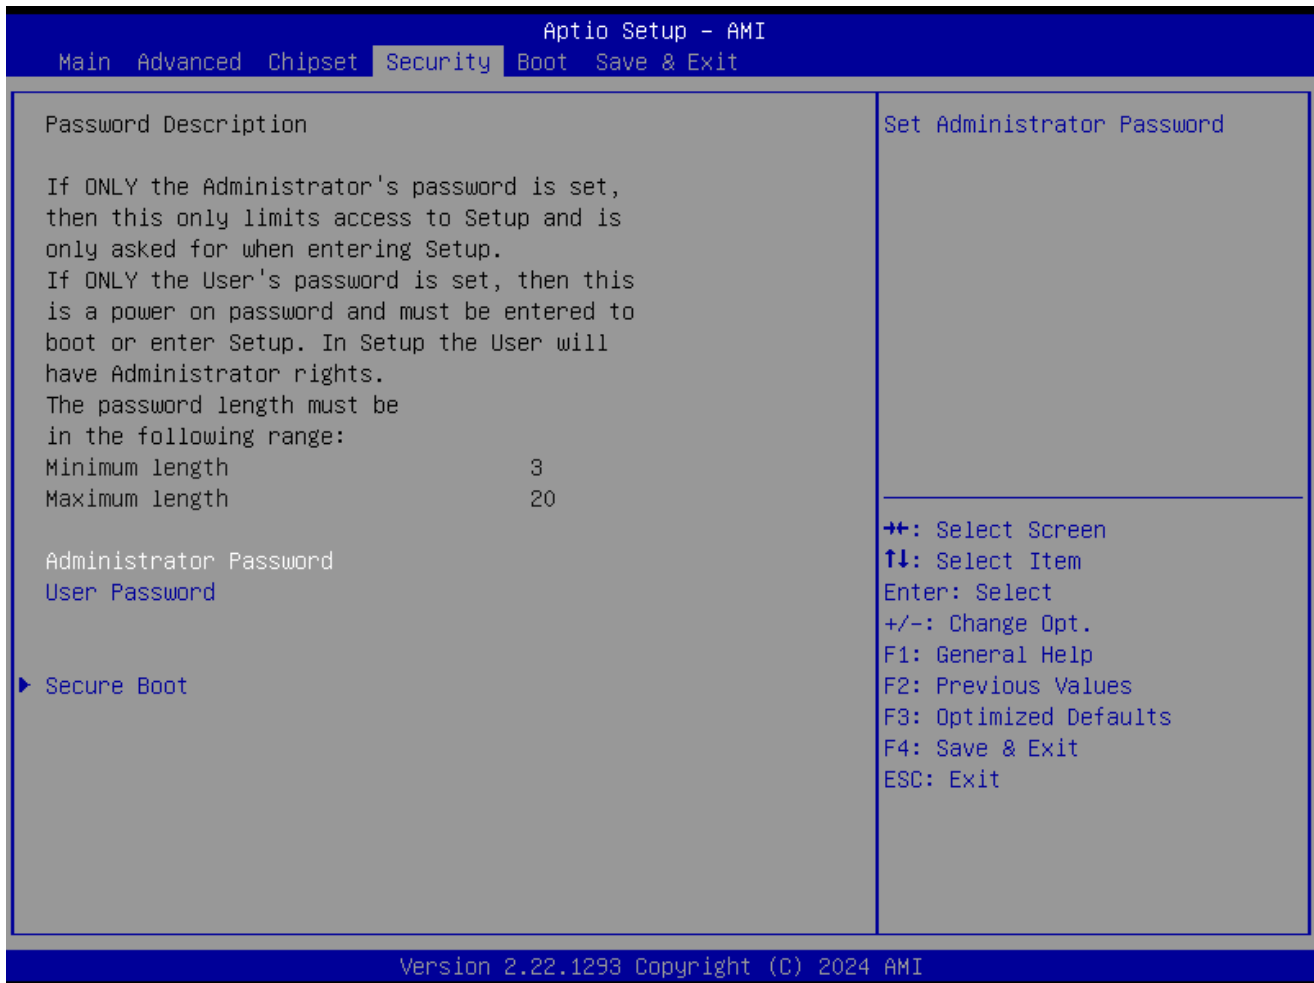 Aptio Setup – AMI
Main Advanced Chipset Security Boot Save & Exit
Password Description
If ONLY the Administrator's password is set,
then this only limits access to Setup and is
only asked for when entering Setup.
If ONLY the User's password is set, then this
is a power on password and must be entered to
boot or enter Setup. In Setup the User will
have Administrator rights.
The password length must be
in the following range:
Minimum length 3
Maximum length 20
Administrator Password
User Password
Secure Boot
Set Administrator Password
→←: Select Screen
↑↓: Select Item
Enter: Select
+/-: Change Opt.
F1: General Help
F2: Previous Values
F3: Optimized Defaults
F4: Save & Exit
ESC: Exit
Version 2.22.1293 Copyright (C) 2024 AMI